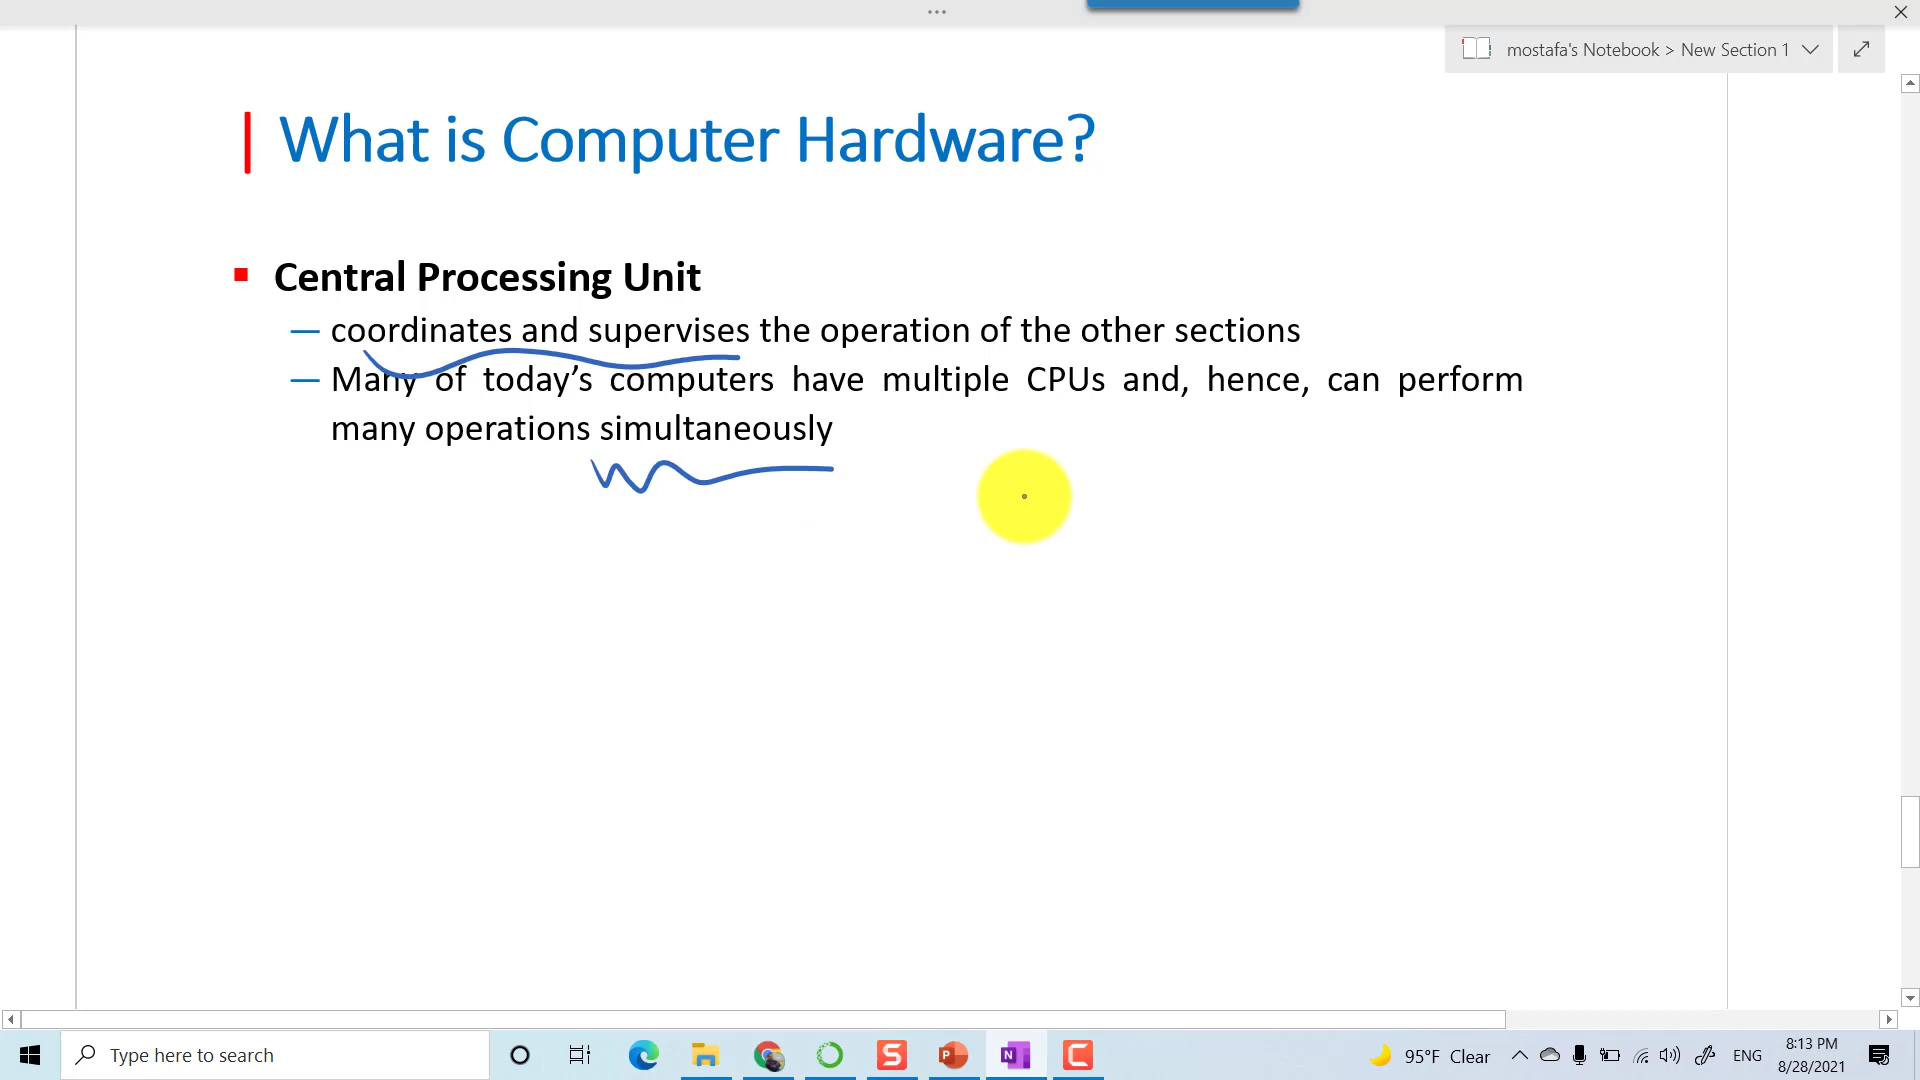 mostafa's Notebook > New Section 1
What is Computer Hardware?
Central Processing Unit
— coordinates and supervises the operation of the other sections
— Many of today’s computers have multiple CPUs and, hence, can perform
many operations simultaneously
Type here to search
95°F Clear
ENG
8:13 PM
8/28/2021